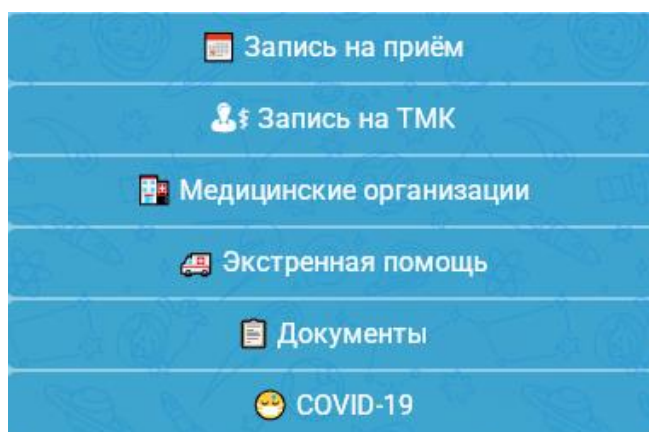 Запись на приём
Запись на ТМК
Медицинские организации
Экстренная помощь
Документы
COVID-19